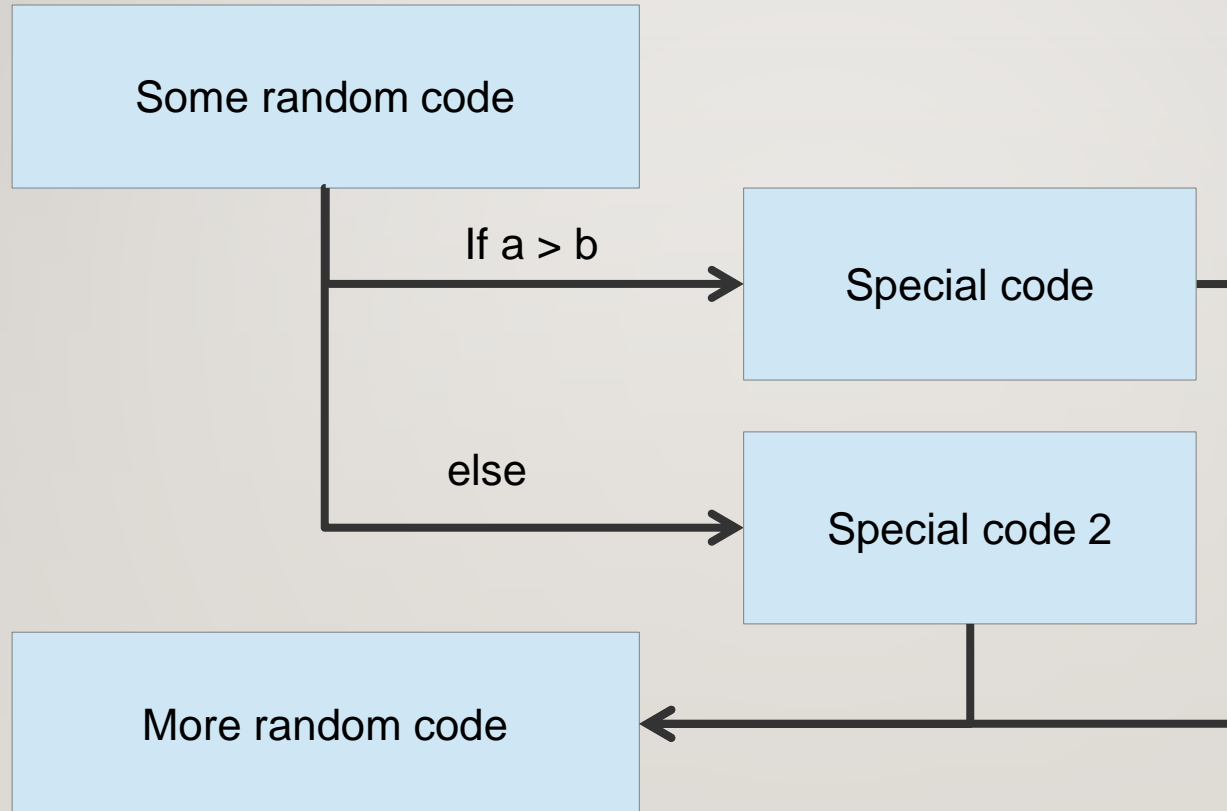 Some random code
If a > b
Special code
else
Special code 2
More random code